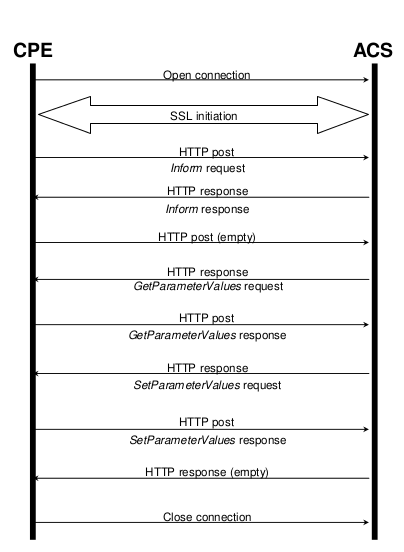 CPE
ACS
Open connection
SSL initiation
HTTP post
Inform request
HTTP response
Inform response
HTTP post (empty)
HTTP response
GetParameterValues request
HTTP post
GetParameterValues response
HTTP response
SetParameterValues request
HTTP post
SetParameterValues response
HTTP response (empty)
Close connection